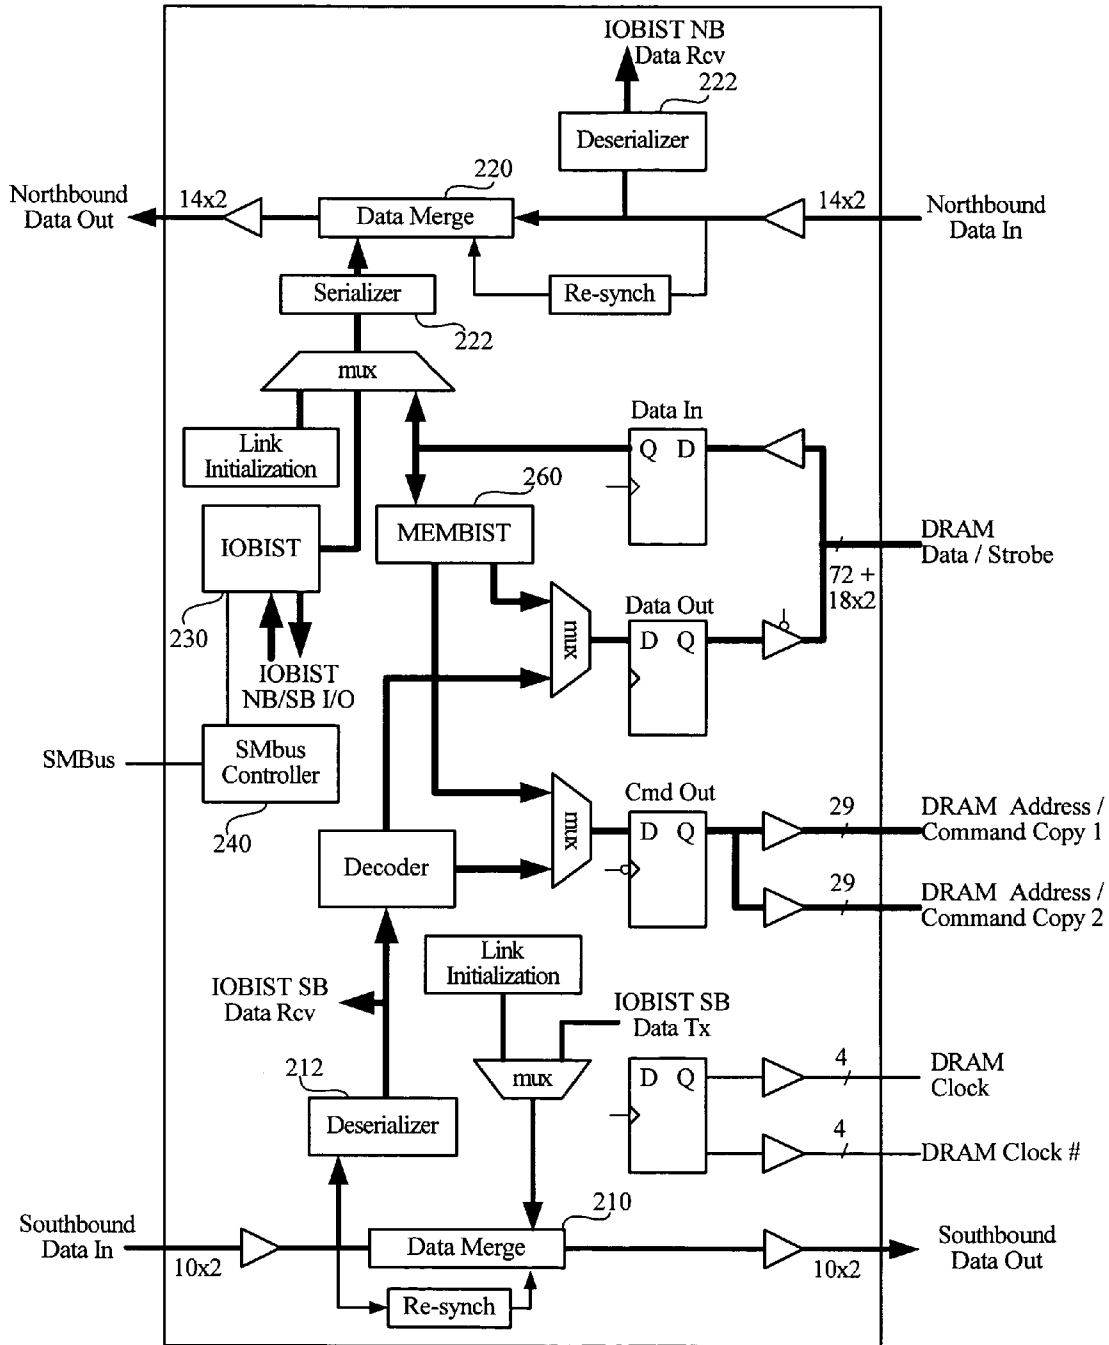 IOBIST NB
Data Rcv
222
Deserializer
Northbound
Data Out
14x2
220
Data Merge
14x2
Northbound
Data In
Serializer
Re-synch
222
mux
Link
Initialization
Data In
Q D
260
MEMBIST
IOBIST
DRAM
Data / Strobe
72 +
18x2
230
mux
Data Out
D Q
IOBIST
NB/SB I/O
SMBus
SMbus
Controller
240
mux
Cmd Out
D Q
29
DRAM Address /
Command Copy 1
Decoder
29
DRAM Address /
Command Copy 2
Link
Initialization
IOBIST SB
Data Rcv
IOBIST SB
Data Tx
212
mux
D Q
4
DRAM
Clock
Deserializer
4
DRAM Clock #
Southbound
Data In
10x2
210
Data Merge
10x2
Southbound
Data Out
Re-synch